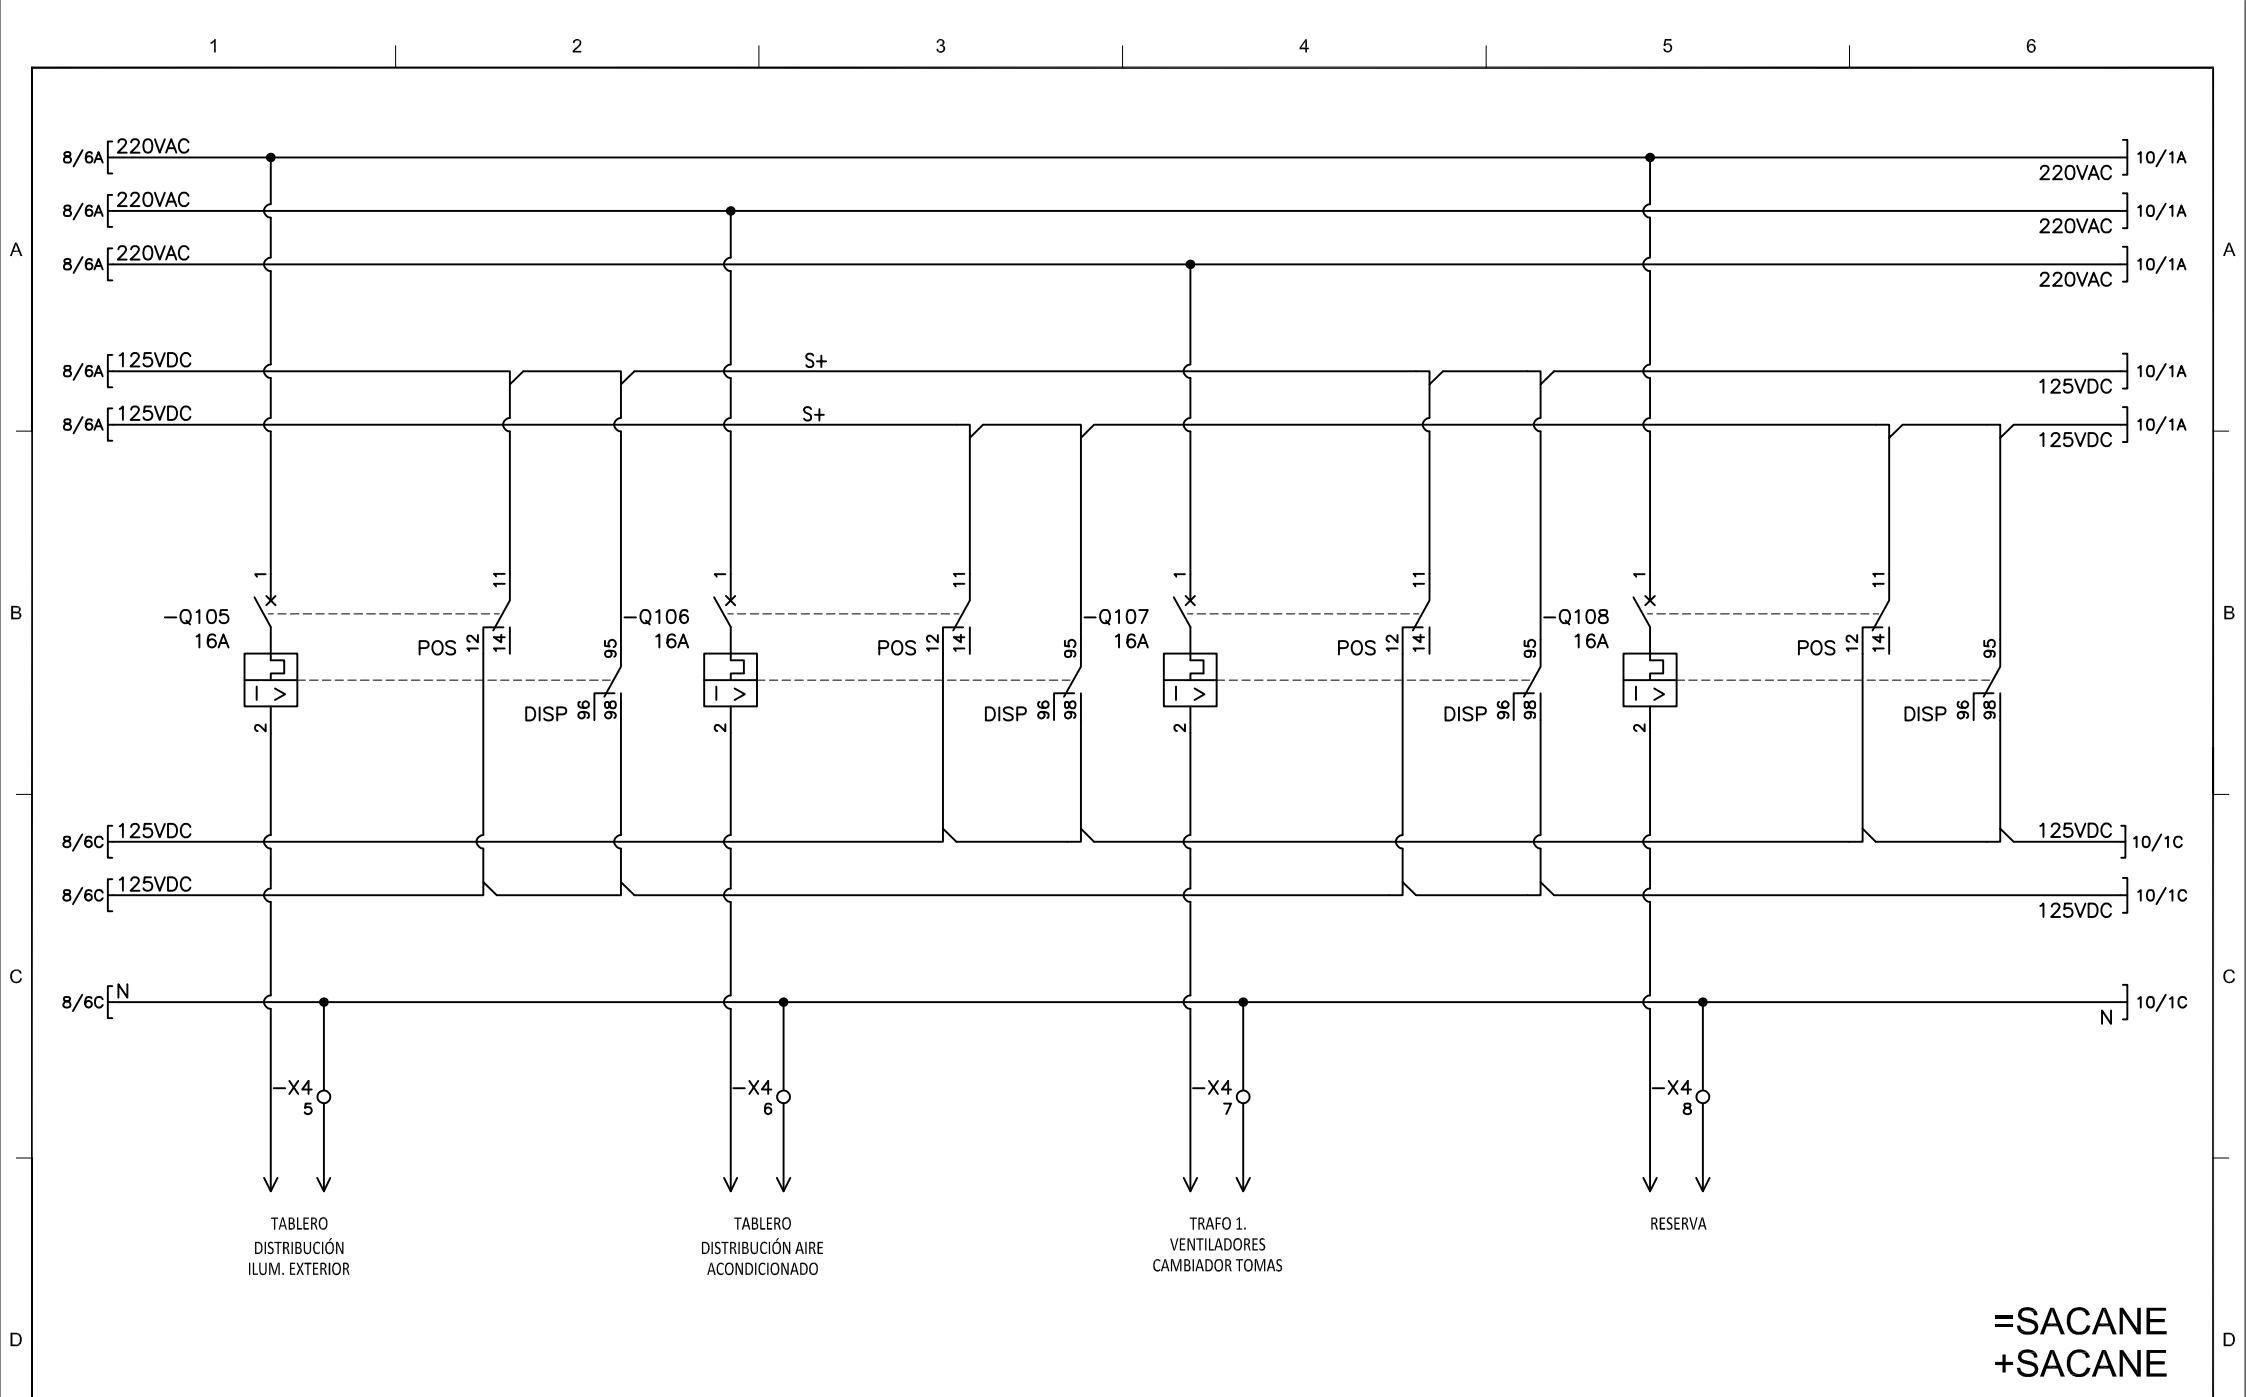 1 2 3 4 5 6
8/6A 220VAC 10/1A
220VAC
8/6A 220VAC 10/1A
220VAC
A A
8/6A 220VAC 10/1A
220VAC
8/6A 125VDC S+ 10/1A
125VDC
8/6A 125VDC S+ 10/1A
125VDC
1 11 1 11 1 11 1 11
B B
-Q105 -Q106 -Q107 -Q108
16A 16A 16A 16A
POS 12 14 95 POS 12 14 95 POS 12 14 95 POS 12 14 95
I > I > I > I >
DISP 96 98 DISP 96 98 DISP 96 98 DISP 96 98
2 2 2 2
8/6C 125VDC 125VDC 10/1C
8/6C 125VDC 10/1C
125VDC
C C
8/6C N 10/1C
N
-X4 -X4 -X4 -X4
5 6 7 8
TABLERO
DISTRIBUCIÓN
ILUM. EXTERIOR
TABLERO
DISTRIBUCIÓN AIRE
ACONDICIONADO
TRAFO 1.
VENTILADORES
CAMBIADOR TOMAS
RESERVA
D D
=SACANE
+SACANE